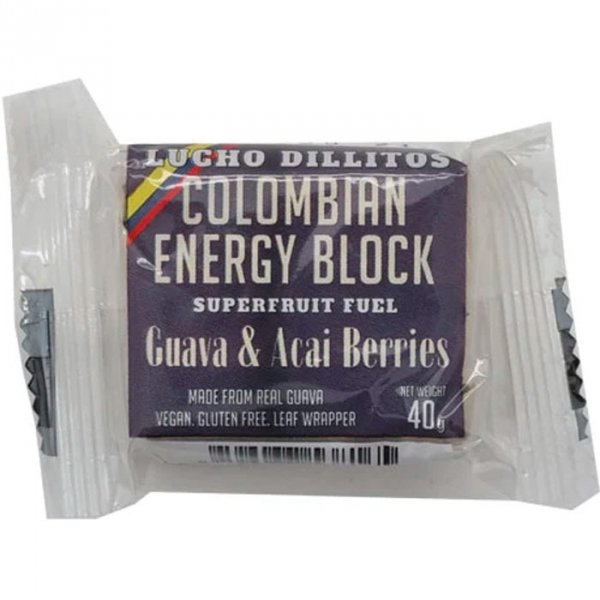 LUCHO DILLITOS
COLOMBIAN
ENERGY BLOCK
SUPERFRUIT FUEL
Guava & Acai Berries
MADE FROM REAL GUAVA
VEGAN. GLUTEN FREE. LEAF WRAPPER
NET WEIGHT
40g